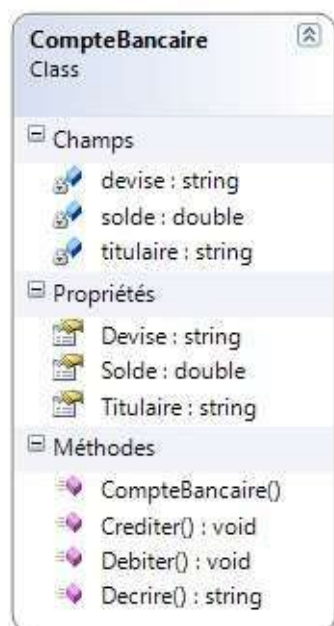 CompteBancaire
Class
Champs
devise : string
solde : double
titulaire : string
Propriétés
Devise : string
Solde : double
Titulaire : string
Méthodes
CompteBancaire()
Crediter() : void
Debiter() : void
Decrire() : string